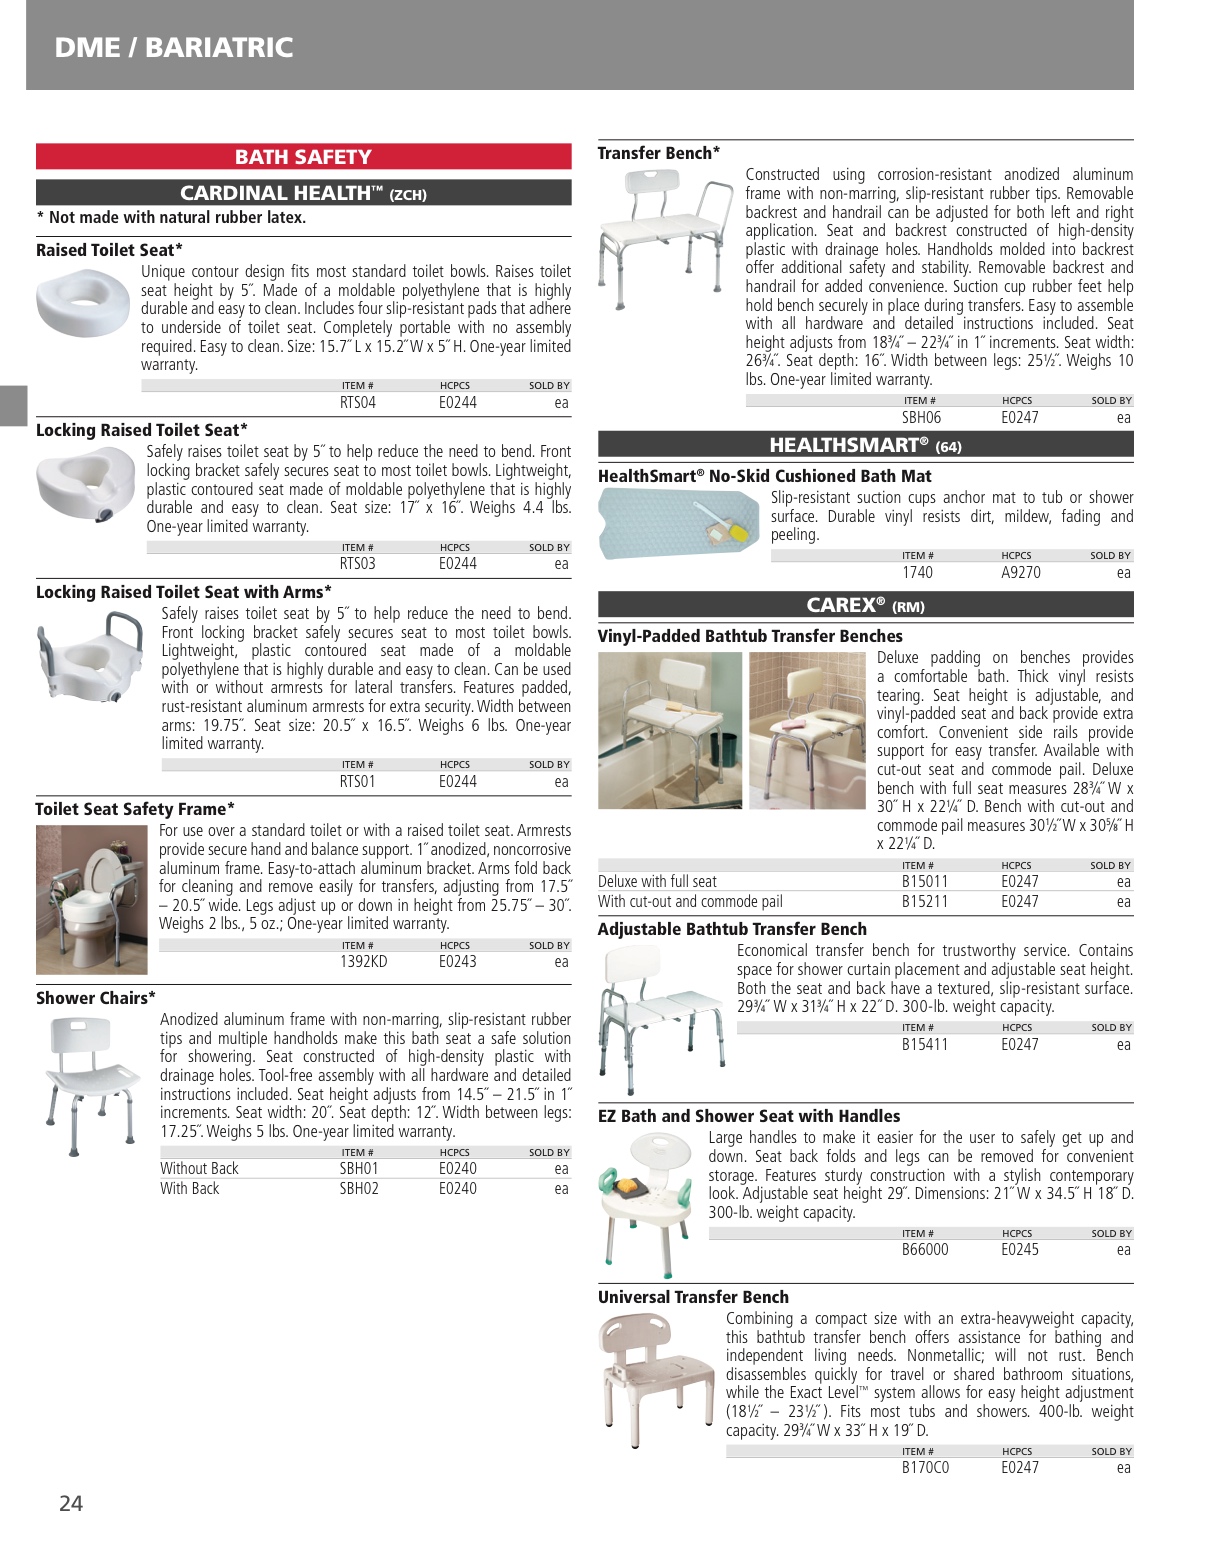 DME / BARIATRIC
BATH SAFETY
CARDINAL HEALTH™ (ZCH)
* Not made with natural rubber latex.
Raised Toilet Seat*
Unique contour design fits most standard toilet bowls. Raises toilet
seat height by 5˝. Made of a moldable polyethylene that is highly
durable and easy to clean. Includes four slip-resistant pads that adhere
to underside of toilet seat. Completely portable with no assembly
required. Easy to clean. Size: 15.7˝ L x 15.2˝ W x 5˝ H. One-year limited
warranty.
ITEM # HCPCS SOLD BY
RTS04 E0244 ea
Locking Raised Toilet Seat*
Safely raises toilet seat by 5˝ to help reduce the need to bend. Front
locking bracket safely secures seat to most toilet bowls. Lightweight,
plastic contoured seat made of moldable polyethylene that is highly
durable and easy to clean. Seat size: 17˝ x 16˝. Weighs 4.4 lbs.
One-year limited warranty.
ITEM # HCPCS SOLD BY
RTS03 E0244 ea
Locking Raised Toilet Seat with Arms*
Safely raises toilet seat by 5˝ to help reduce the need to bend.
Front locking bracket safely secures seat to most toilet bowls.
Lightweight, plastic contoured seat made of a moldable
polyethylene that is highly durable and easy to clean. Can be used
with or without armrests for lateral transfers. Features padded,
rust-resistant aluminum armrests for extra security. Width between
arms: 19.75˝. Seat size: 20.5˝ x 16.5˝. Weighs 6 lbs. One-year
limited warranty.
ITEM # HCPCS SOLD BY
RTS01 E0244 ea
Toilet Seat Safety Frame*
For use over a standard toilet or with a raised toilet seat. Armrests
provide secure hand and balance support. 1˝ anodized, noncorrosive
aluminum frame. Easy-to-attach aluminum bracket. Arms fold back
for cleaning and remove easily for transfers, adjusting from 17.5˝
– 20.5˝ wide. Legs adjust up or down in height from 25.75˝ – 30˝.
Weighs 2 lbs., 5 oz.; One-year limited warranty.
ITEM # HCPCS SOLD BY
1392KD E0243 ea
Shower Chairs*
Anodized aluminum frame with non-marring, slip-resistant rubber
tips and multiple handholds make this bath seat a safe solution
for showering. Seat constructed of high-density plastic with
drainage holes. Tool-free assembly with all hardware and detailed
instructions included. Seat height adjusts from 14.5˝ – 21.5˝ in 1˝
increments. Seat width: 20˝. Seat depth: 12˝. Width between legs:
17.25˝. Weighs 5 lbs. One-year limited warranty.
ITEM # HCPCS SOLD BY
Without Back SBH01 E0240 ea
With Back SBH02 E0240 ea
Transfer Bench*
Constructed using corrosion-resistant anodized aluminum
frame with non-marring, slip-resistant rubber tips. Removable
backrest and handrail can be adjusted for both left and right
application. Seat and backrest constructed of high-density
plastic with drainage holes. Handholds molded into backrest
offer additional safety and stability. Removable backrest and
handrail for added convenience. Suction cup rubber feet help
hold bench securely in place during transfers. Easy to assemble
with all hardware and detailed instructions included. Seat
height adjusts from 18¾˝ – 22¾˝ in 1˝ increments. Seat width:
26¾˝. Seat depth: 16˝. Width between legs: 25½˝. Weighs 10
lbs. One-year limited warranty.
ITEM # HCPCS SOLD BY
SBH06 E0247 ea
HEALTHSMART® (64)
HealthSmart® No-Skid Cushioned Bath Mat
Slip-resistant suction cups anchor mat to tub or shower
surface. Durable vinyl resists dirt, mildew, fading and
peeling.
ITEM # HCPCS SOLD BY
1740 A9270 ea
CAREX® (RM)
Vinyl-Padded Bathtub Transfer Benches
Deluxe padding on benches provides
a comfortable bath. Thick vinyl resists
tearing. Seat height is adjustable, and
vinyl-padded seat and back provide extra
comfort. Convenient side rails provide
support for easy transfer. Available with
cut-out seat and commode pail. Deluxe
bench with full seat measures 28¾˝ W x
30˝ H x 22¼˝ D. Bench with cut-out and
commode pail measures 30½˝ W x 30⅝˝ H
x 22¼˝ D.
ITEM # HCPCS SOLD BY
Deluxe with full seat B15011 E0247 ea
With cut-out and commode pail B15211 E0247 ea
Adjustable Bathtub Transfer Bench
Economical transfer bench for trustworthy service. Contains
space for shower curtain placement and adjustable seat height.
Both the seat and back have a textured, slip-resistant surface.
29¾˝ W x 31¾˝ H x 22˝ D. 300-lb. weight capacity.
ITEM # HCPCS SOLD BY
B15411 E0247 ea
EZ Bath and Shower Seat with Handles
Large handles to make it easier for the user to safely get up and
down. Seat back folds and legs can be removed for convenient
storage. Features sturdy construction with a stylish contemporary
look. Adjustable seat height 29˝. Dimensions: 21˝ W x 34.5˝ H 18˝ D.
300-lb. weight capacity.
ITEM # HCPCS SOLD BY
B66000 E0245 ea
Universal Transfer Bench
Combining a compact size with an extra-heavyweight capacity,
this bathtub transfer bench offers assistance for bathing and
independent living needs. Nonmetallic; will not rust. Bench
disassembles quickly for travel or shared bathroom situations,
while the Exact Level™ system allows for easy height adjustment
(18½˝ – 23½˝ ). Fits most tubs and showers. 400-lb. weight
capacity. 29¾˝ W x 33˝ H x 19˝ D.
ITEM # HCPCS SOLD BY
B170C0 E0247 ea
24